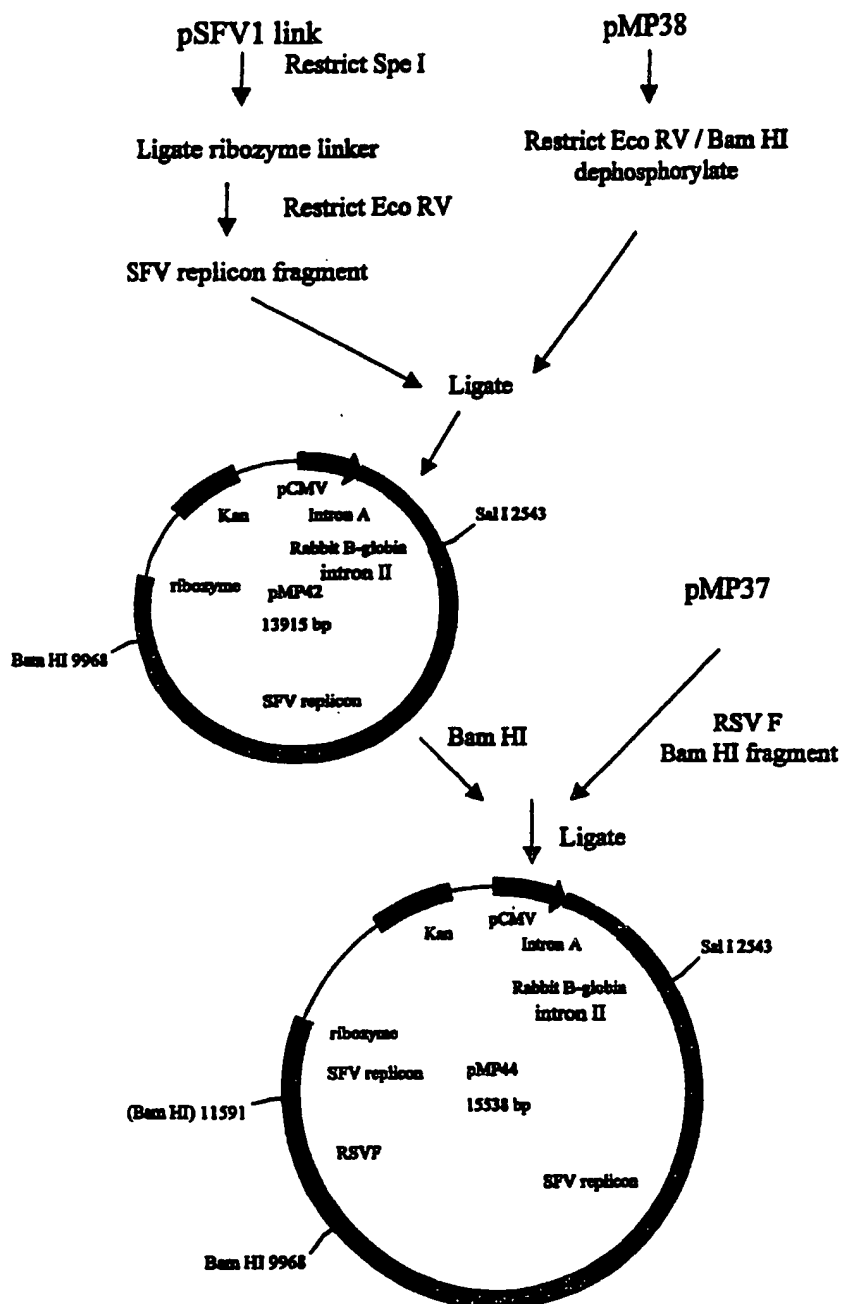 pSFV1 link
Restrict Spe I
Ligate ribozyme linker
Restrict Eco RV
SFV replicon fragment
pMP38
Restrict Eco RV / Bam HI
dephosphorylate
Ligate
pCMV
Kan
Intron A
Sal I 2543
Rabbit B-globin
intron II
ribozyme
pMP42
13915 bp
Bam HI 9968
SFV replicon
pMP37
Bam HI
RSV F
Bam HI fragment
Ligate
pCMV
Kan
Intron A
Sal I 2543
Rabbit B-globin
intron II
ribozyme
SFV replicon
pMP44
(Bam HI) 11591
15538 bp
RSVF
SFV replicon
Bam HI 9968